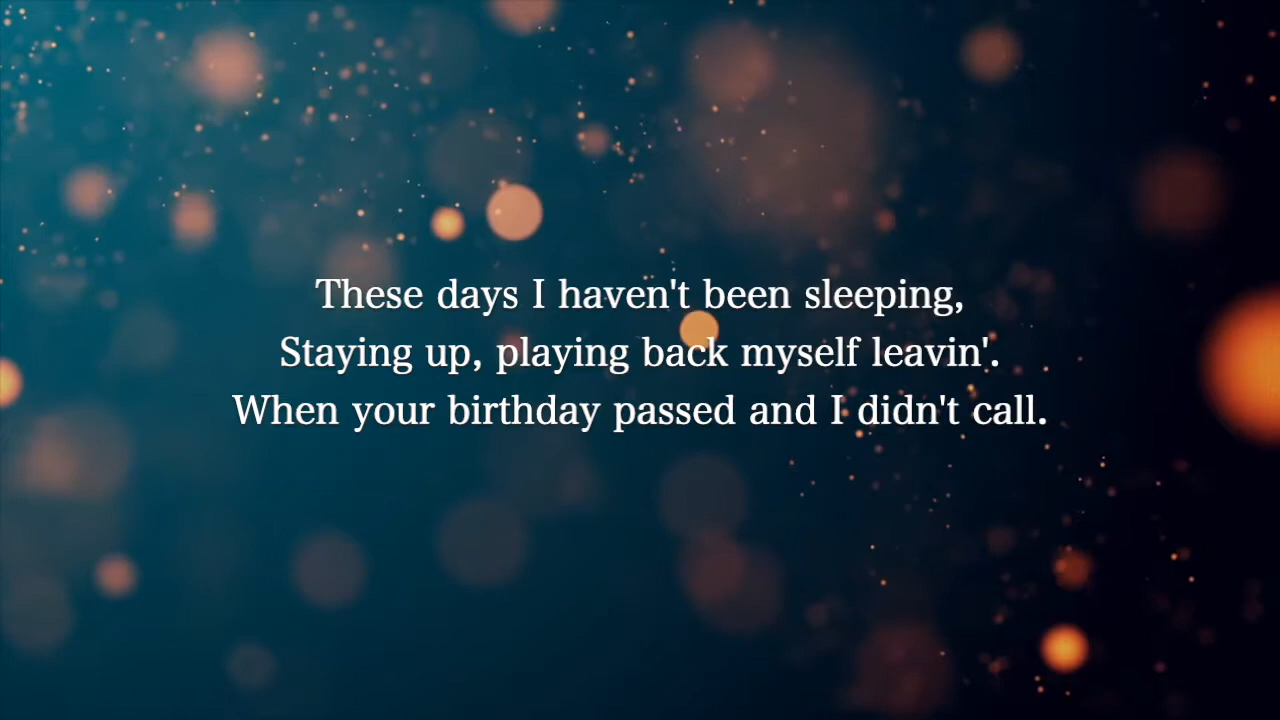 These days I haven't been sleeping,
Staying up, playing back myself leavin'.
When your birthday passed and I didn't call.